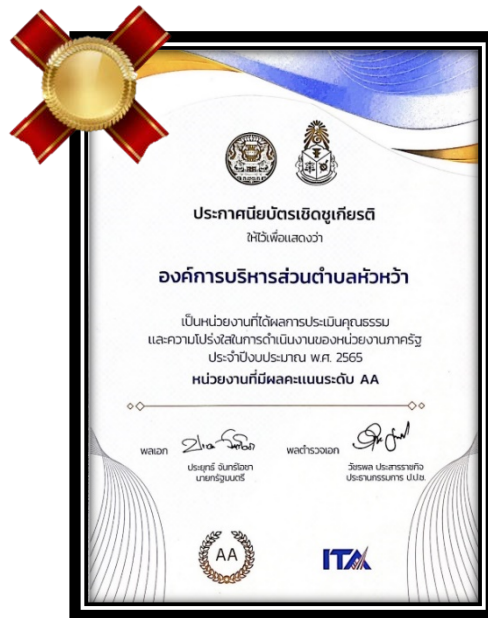 ประกาศนียบัตรเชิดชูเกียรติ
ให้ไว้เพื่อแสดงว่า
องค์การบริหารส่วนตำบลหัวหว้า
เป็นหน่วยงานที่ได้ผลการประเมินคุณธรรม
และความโปร่งใสในการดำเนินงานของหน่วยงานภาครัฐ
ประจำปีงบประมาณ พ.ศ. 2565
หน่วยงานที่มีผลคะแนนระดับ AA
พลเอก
ประยุทธ์ จันทร์โอชา
นายกรัฐมนตรี
พลตำรวจเอก
วัชรพล ประสารราชกิจ
ประธานกรรมการ ป.ป.ช.
AA
ITA